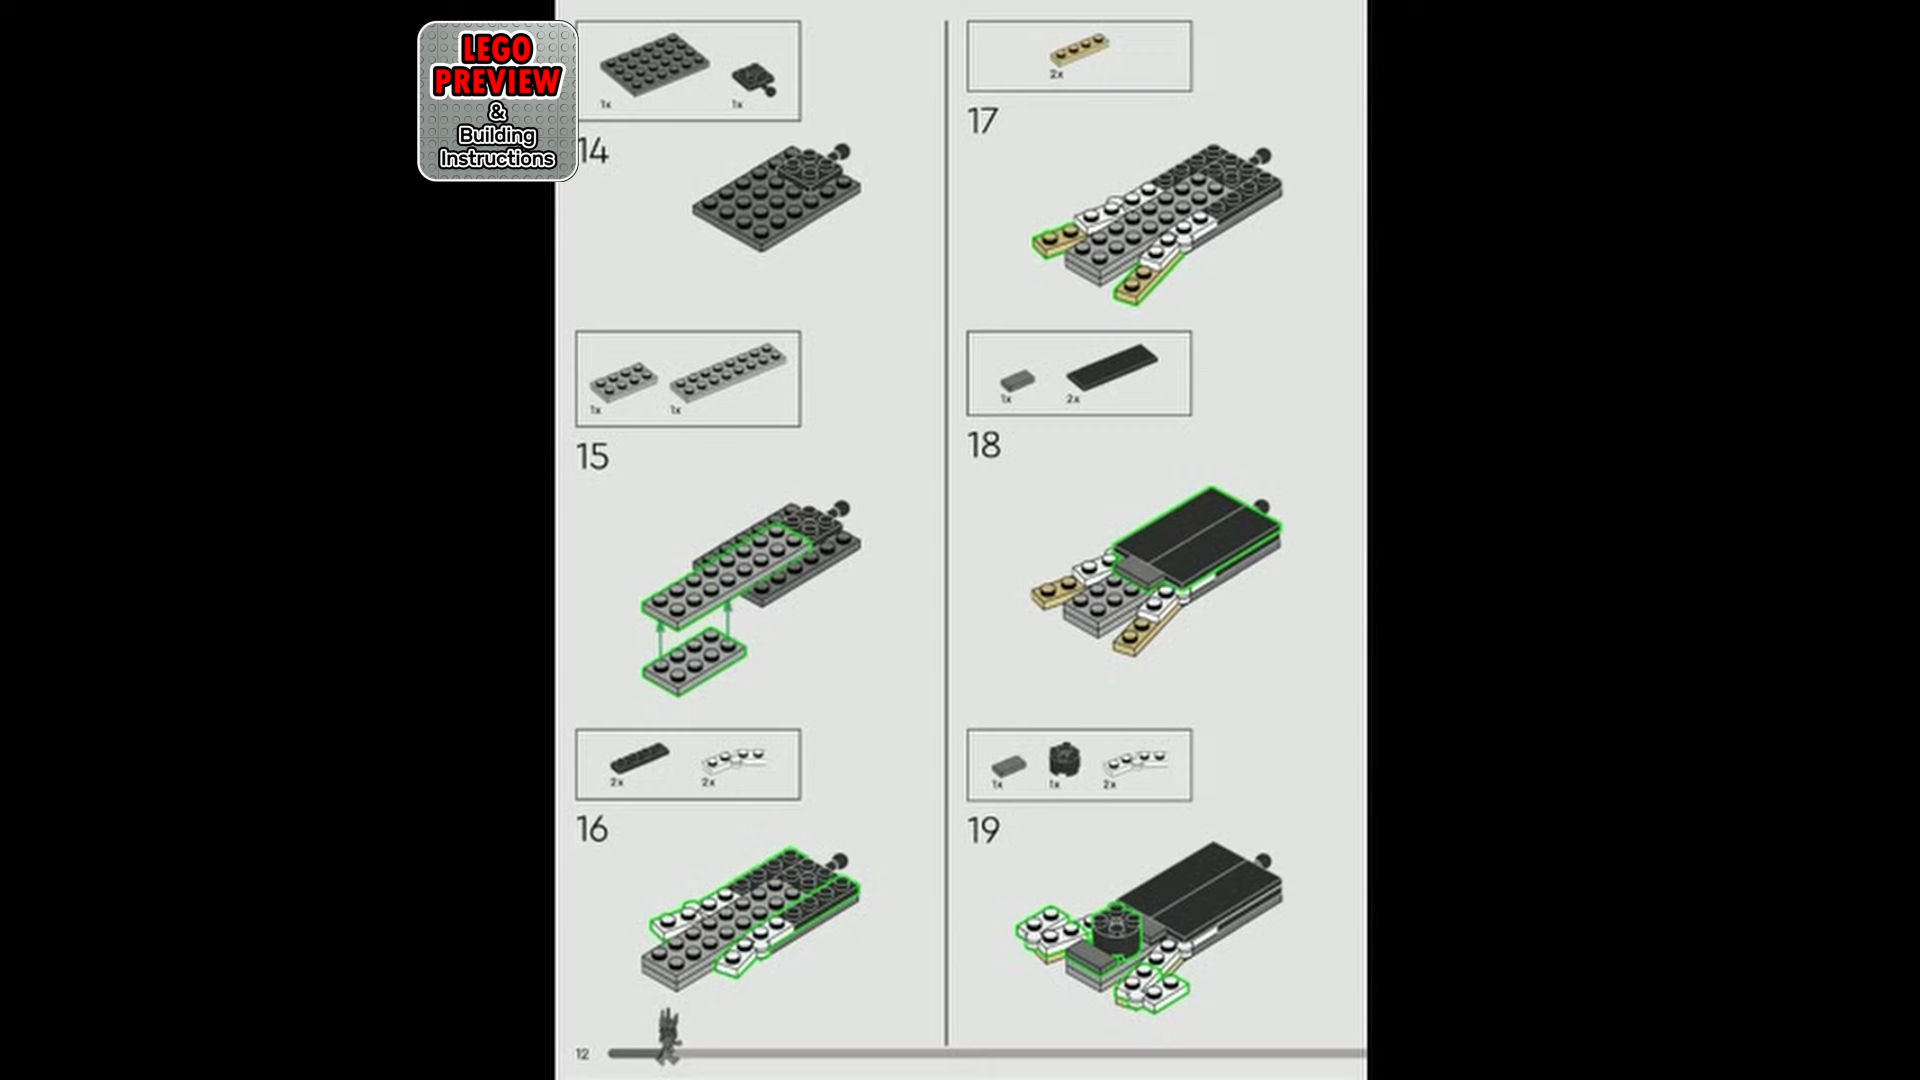 LEGO
PREVIEW
&
Building
Instructions
1x
1x
14
1x
1x
15
2x
2x
16
2x
17
1x
2x
18
1x
1x
2x
19
12